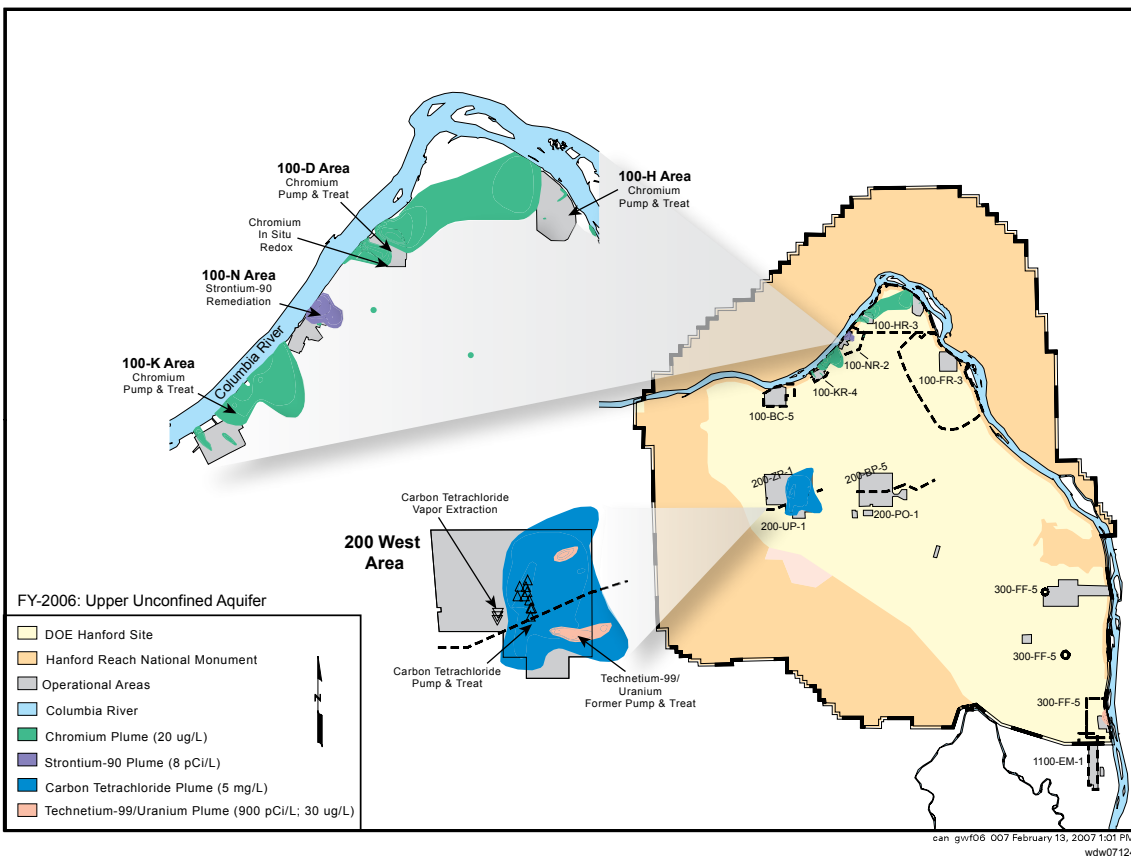 100-D Area
Chromium
Pump & Treat
Chromium
In Situ
Redox
100-N Area
Strontium-90
Remediation
100-K Area
Chromium
Pump & Treat
Columbia River
100-H Area
Chromium
Pump & Treat
100-HR-3
100-NR-2
100-FR-3
100-KR-4
100-BC-5
200-ZP-1
200-BP-5
200-UP-1
200-PO-1
300-FF-5
300-FF-5
300-FF-5
1100-EM-1
Carbon Tetrachloride
Vapor Extraction
200 West
Area
Carbon Tetrachloride
Pump & Treat
Technetium-99/
Uranium
Former Pump & Treat
FY-2006: Upper Unconfined Aquifer
DOE Hanford Site
Hanford Reach National Monument
Operational Areas
Columbia River
Chromium Plume (20 ug/L)
Strontium-90 Plume (8 pCi/L)
Carbon Tetrachloride Plume (5 mg/L)
Technetium-99/Uranium Plume (900 pCi/L; 30 ug/L)
N
can_gwf06_007 February 13, 2007 1:01 PM
wdw07124